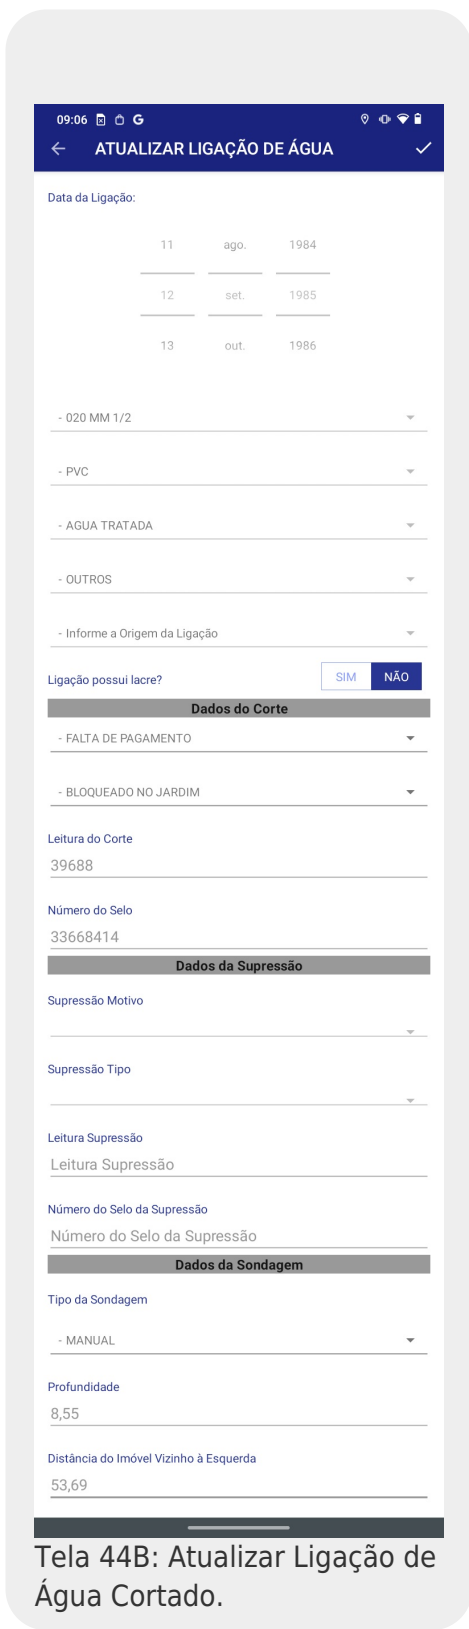 09:06 G
ATUALIZAR LIGAÇÃO DE ÁGUA
Data da Ligação:
11 ago. 1984
12 set. 1985
13 out. 1986
- 020 MM 1/2
- PVC
- AGUA TRATADA
- OUTROS
- Informe a Origem da Ligação
Ligação possui lacre? SIM NÃO
Dados do Corte
- FALTA DE PAGAMENTO
- BLOQUEADO NO JARDIM
Leitura do Corte
39688
Número do Selo
33668414
Dados da Supressão
Supressão Motivo
Supressão Tipo
Leitura Supressão
Leitura Supressão
Número do Selo da Supressão
Número do Selo da Supressão
Dados da Sondagem
Tipo da Sondagem
- MANUAL
Profundidade
8,55
Distância do Imóvel Vizinho à Esquerda
53,69
Tela 44B: Atualizar Ligação de
Água Cortado.